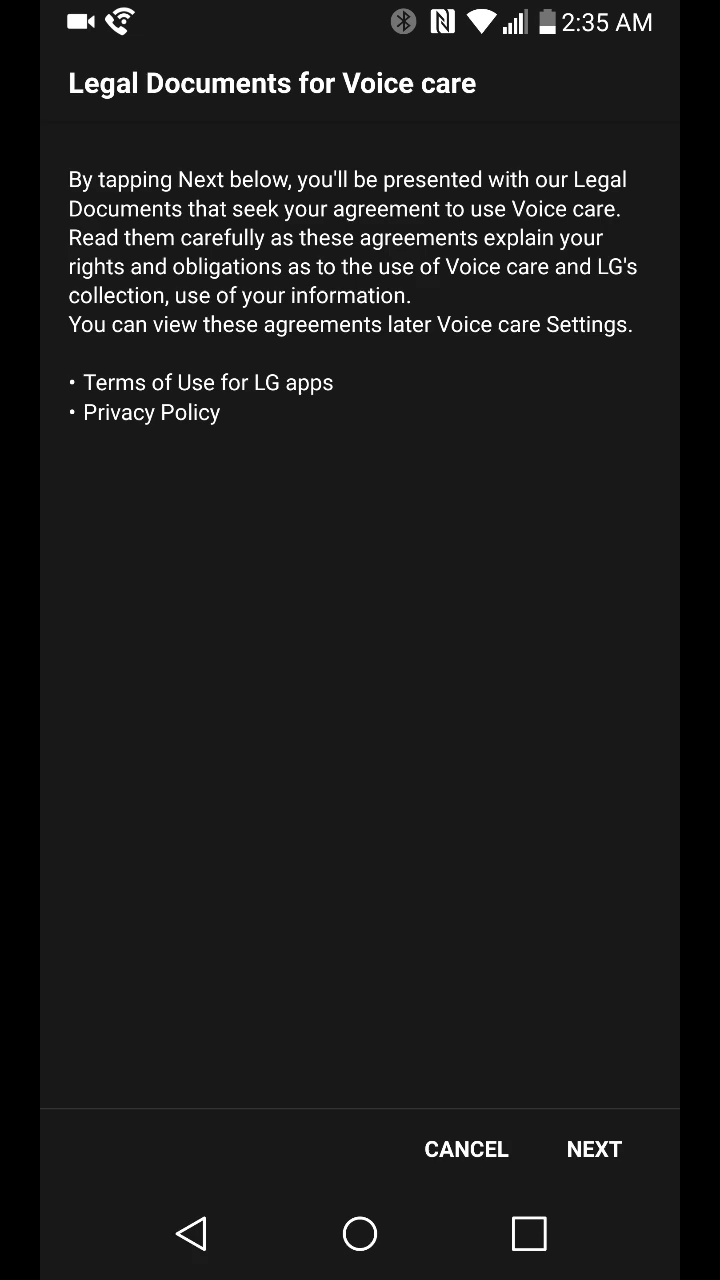 2:35 AM
Legal Documents for Voice care
By tapping Next below, you'll be presented with our Legal
Documents that seek your agreement to use Voice care.
Read them carefully as these agreements explain your
rights and obligations as to the use of Voice care and LG's
collection, use of your information.
You can view these agreements later Voice care Settings.
• Terms of Use for LG apps
• Privacy Policy
CANCEL NEXT